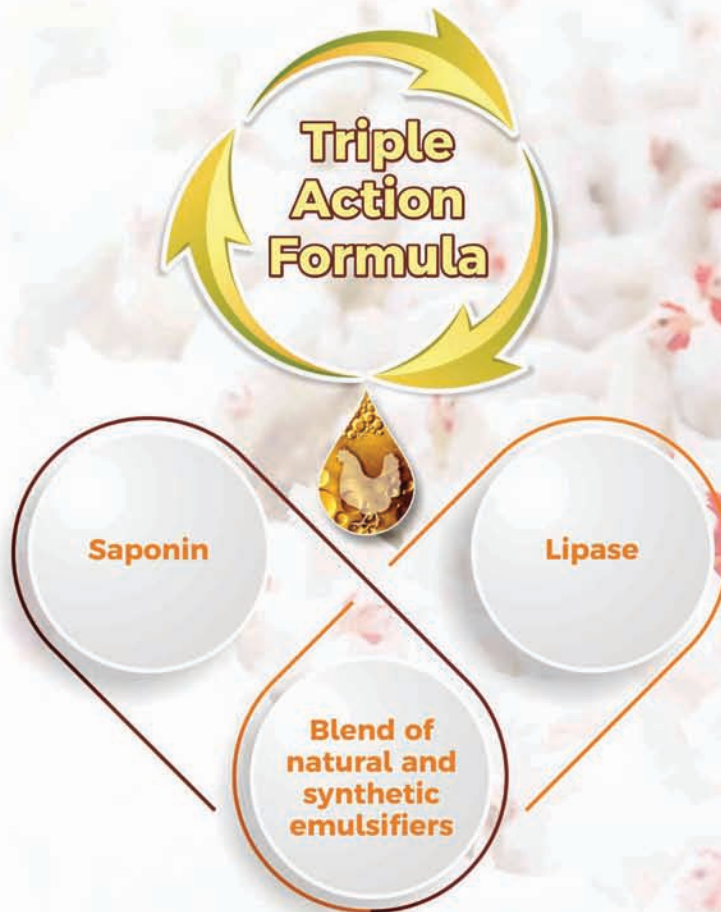 Triple
Action
Formula
Saponin
Lipase
Blend of
natural and
synthetic
emulsifiers